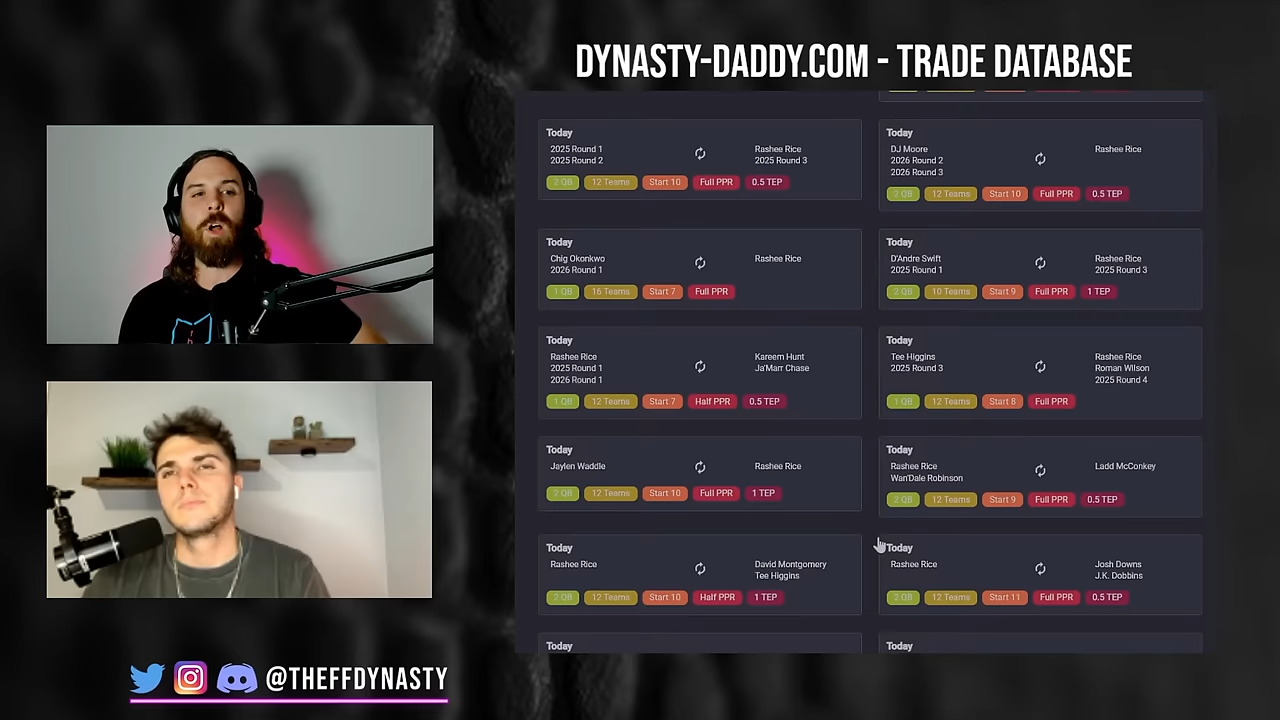 DYNASTY-DADDY.COM - TRADE DATABASE
Today
2025 Round 1
2025 Round 2
Rashee Rice
2025 Round 3
2 QB 12 Teams Start 10 Full PPR 0.5 TEP
Today
DJ Moore
2026 Round 2
2026 Round 3
Rashee Rice
2 QB 12 Teams Start 10 Full PPR 0.5 TEP
Today
Chig Okonkwo
2026 Round 1
Rashee Rice
1 QB 16 Teams Start 7 Full PPR
Today
D'Andre Swift
2025 Round 1
Rashee Rice
2025 Round 3
2 QB 10 Teams Start 9 Full PPR 1 TEP
Today
Rashee Rice
2025 Round 1
2026 Round 1
Kareem Hunt
Ja'Marr Chase
1 QB 12 Teams Start 7 Half PPR 0.5 TEP
Today
Tee Higgins
2025 Round 3
Rashee Rice
Roman Wilson
2025 Round 4
1 QB 12 Teams Start 8 Full PPR
Today
Jaylen Waddle
Rashee Rice
2 QB 12 Teams Start 10 Full PPR 1 TEP
Today
Rashee Rice
Wan'Dale Robinson
Ladd McConkey
2 QB 12 Teams Start 9 Full PPR 0.5 TEP
Today
Rashee Rice
David Montgomery
Tee Higgins
2 QB 12 Teams Start 10 Half PPR 1 TEP
Today
Rashee Rice
Josh Downs
J.K. Dobbins
2 QB 12 Teams Start 11 Full PPR 0.5 TEP
Today
Today
@THEFFDYNASTY